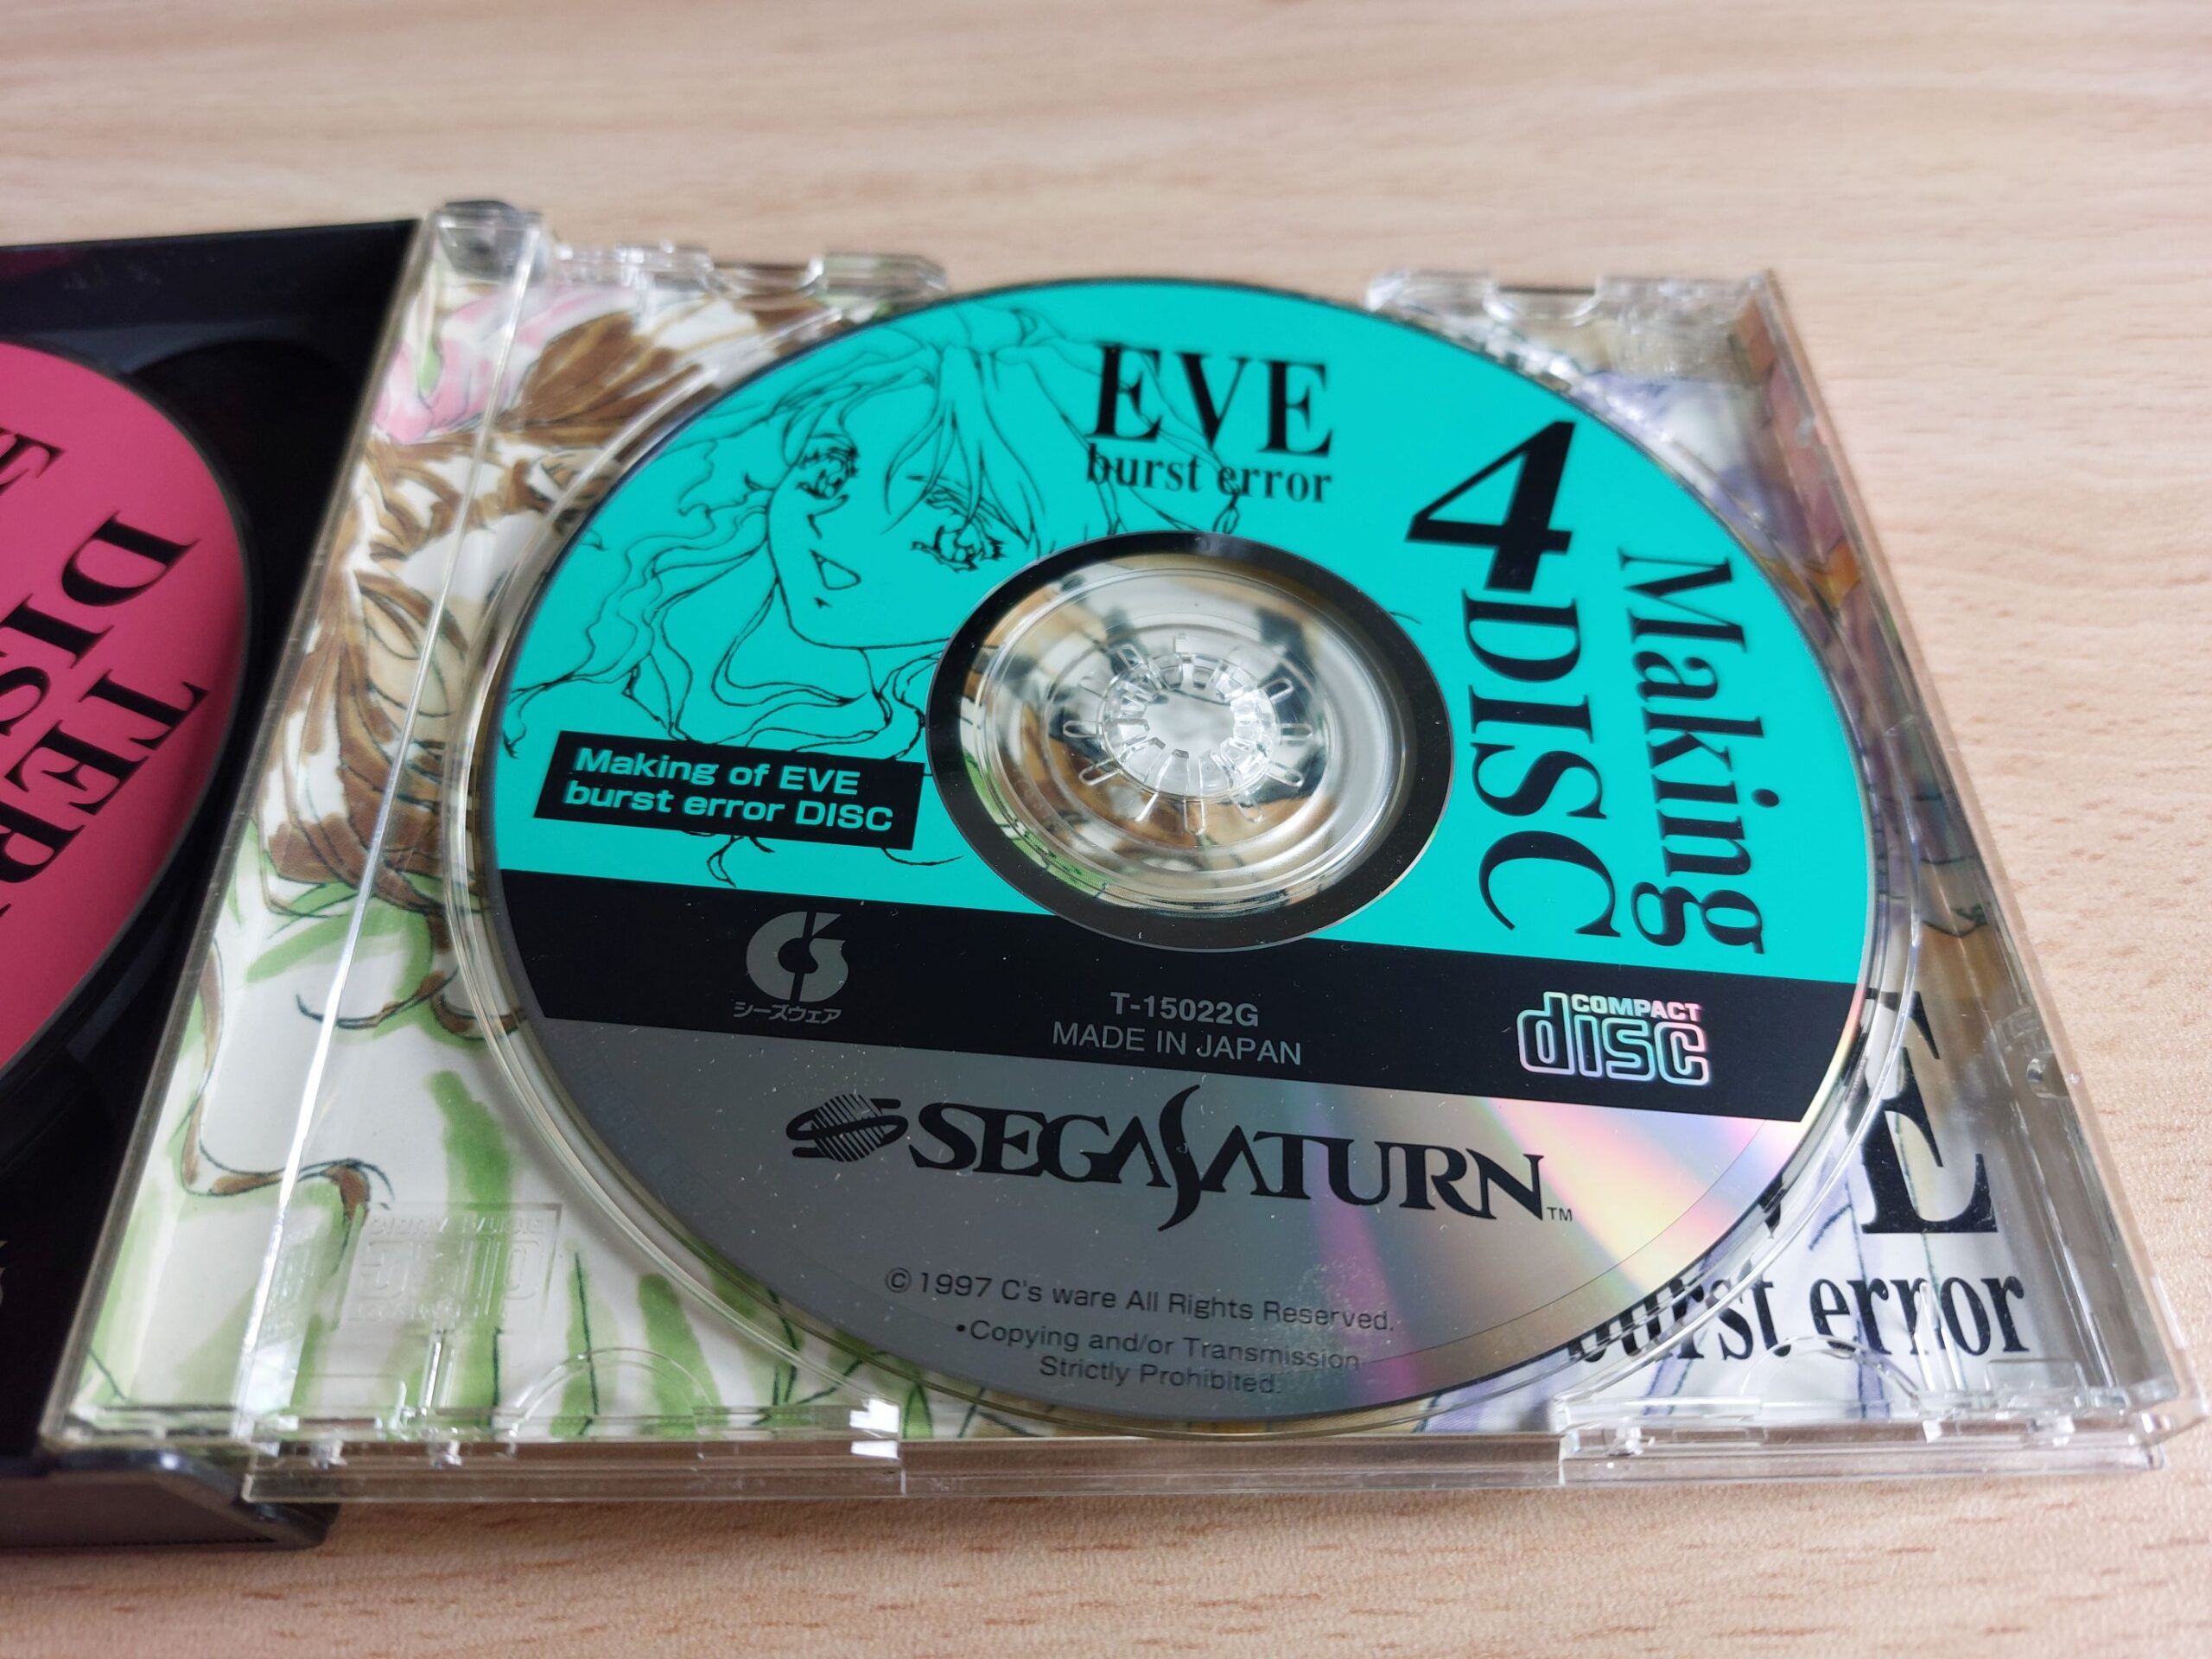 EVE
burst error
4 DISC
Making
Making of EVE
burst error DISC
C's
シーズウェア
T-15022G
MADE IN JAPAN
COMPACT
disc
SEGA SATURN™
© 1997 C's ware All Rights Reserved.
•Copying and/or Transmission
Strictly Prohibited.
E
burst error